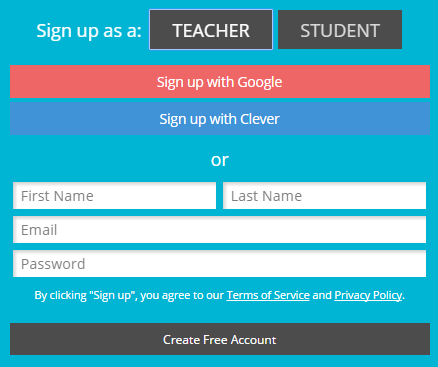 Sign up as a: TEACHER STUDENT
Sign up with Google
Sign up with Clever
or
First Name Last Name
Email
Password
By clicking "Sign up", you agree to our Terms of Service and Privacy Policy.
Create Free Account